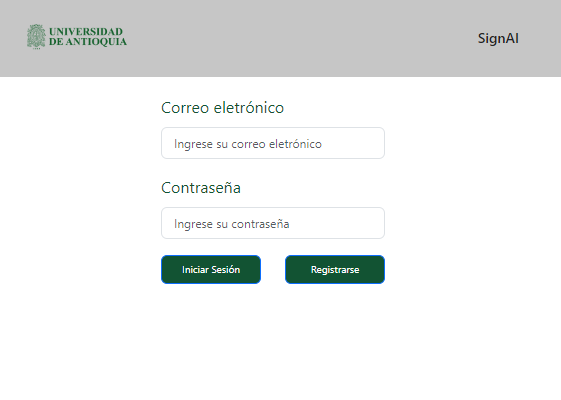 UNIVERSIDAD
DE ANTIOQUIA
SignAI
Correo eletrónico
Ingrese su correo eletrónico
Contraseña
Ingrese su contraseña
Iniciar Sesión
Registrarse